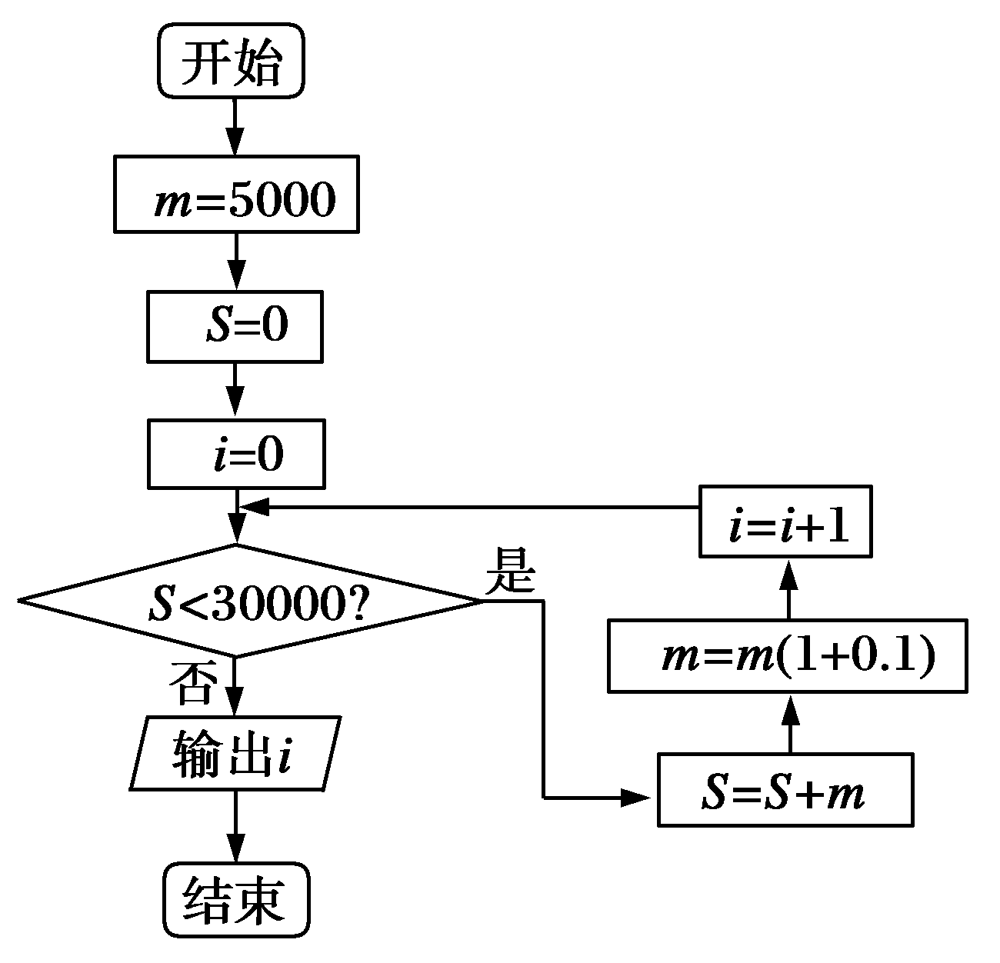 开始
m=5000
S=0
i=0
i=i+1
是
S<30000?
m=m(1+0.1)
否
输出i
S=S+m
结束